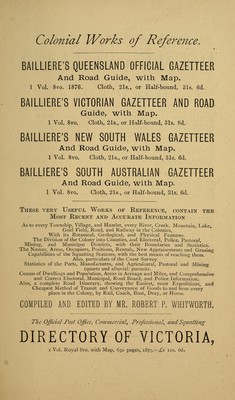 Colonial Works of Reference.
BAILLIERE'S QUEENSLAND OFFICIAL GAZETTEER
And Road Guide, with Map.
1 Vol. 8vo. 1876. Cloth, 21s., or Half-bound, 31s. 6d.
BAILLIERE'S VICTORIAN GAZETTEER AND ROAD
Guide, with Map.
1 Vol. 8vo. Cloth, 21s., or Half-bound, 31s. 6d.
BAILLIERE'S NEW SOUTH WALES GAZETTEER
And Road Guide, with Map.
1 Vol. 8vo. Cloth, 21s., or Half-bound, 31s. 6d.
BAILLIERE'S SOUTH AUSTRALIAN GAZETTEER
And Road Guide, with Map.
1 Vol. 8vo. Cloth, 21s., or Half-bound, 31s. 6d.
THESE VERY USEFUL WORKS OF REFERENCE, CONTAIN THE
MOST RECENT AND ACCURATE INFORMATION
As to every Township, Village, and Hamlet, every River, Creek, Mountain, Lake,
Gold Field, Road, and Railway in the Colonies,
With its Botanical, Geological, and Physical Features.
The Division of the Colony into Counties, and Electoral, Police, Pastoral,
Mining, and Municipal Districts, with their Boundaries and Statistics.
The Names, Areas, Occupiers, Positions, Rentals, New Appraisements and Grazing
Capabilities of the Squatting Stations, with the best means of reaching them.
Also, particulars of the Coast Survey.
Statistics of the Ports, Manufactures, and Agricultural, Pastoral and Mining
(quartz and alluvial) pursuits.
Census of Dwellings and Population, Areas in Acreage and Miles, and Comprehensive
and Correct Electoral, Municipal, Road Board, and Police Information.
Also, a complete Road Itinerary, showing the Easiest, most Expeditious, and
Cheapest Method of Transit and Conveyance of Goods to and from every
place in the Colony, by Rail, Coach, Boat, Dray, or Horse.
COMPILED AND EDITED BY MR. ROBERT P. WHITWORTH.
The Official Post Office, Commercial, Professional, and Squatting
DIRECTORY OF VICTORIA,
1 Vol. Royal 8vo. with Map, 650 pages, 1875.—£1 10s. 0d.